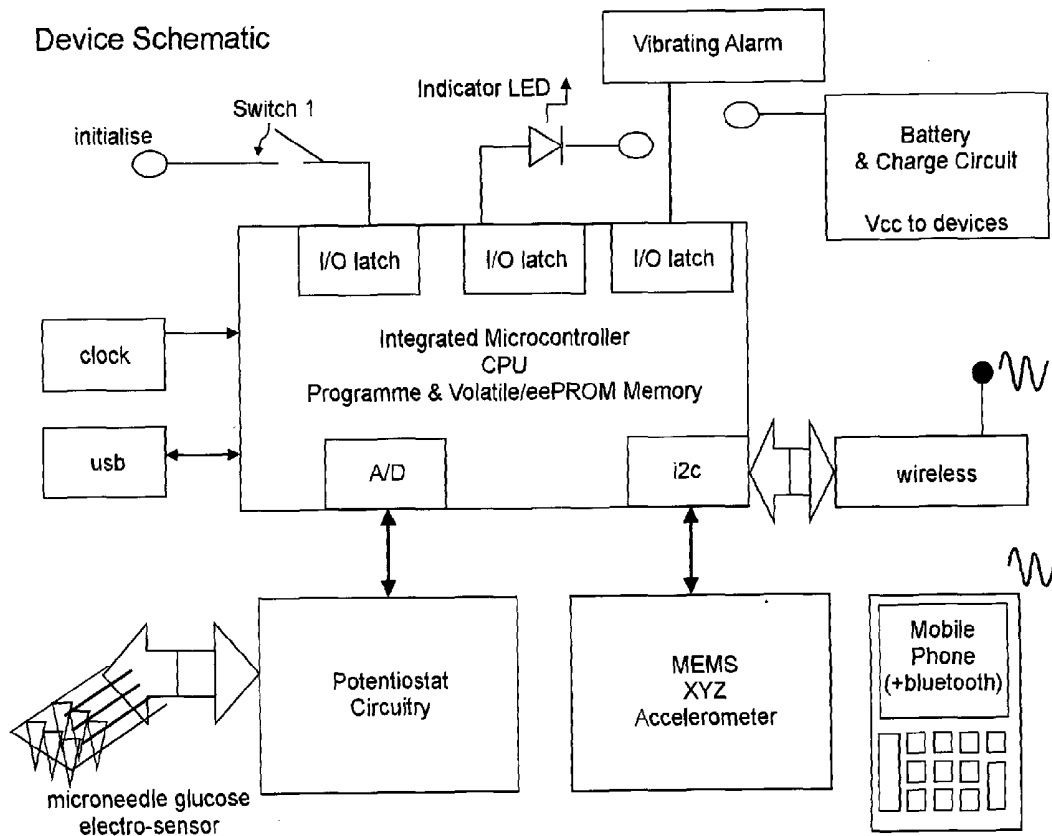 Device Schematic
Vibrating Alarm
Indicator LED
Switch 1
initialise
Battery
& Charge Circuit
Vcc to devices
I/O latch
I/O latch
I/O latch
clock
Integrated Microcontroller
CPU
Programme & Volatile/eePROM Memory
usb
A/D
i2c
wireless
Potentiostat
Circuitry
MEMS
XYZ
Accelerometer
Mobile
Phone
(+bluetooth)
microneedle glucose
electro-sensor